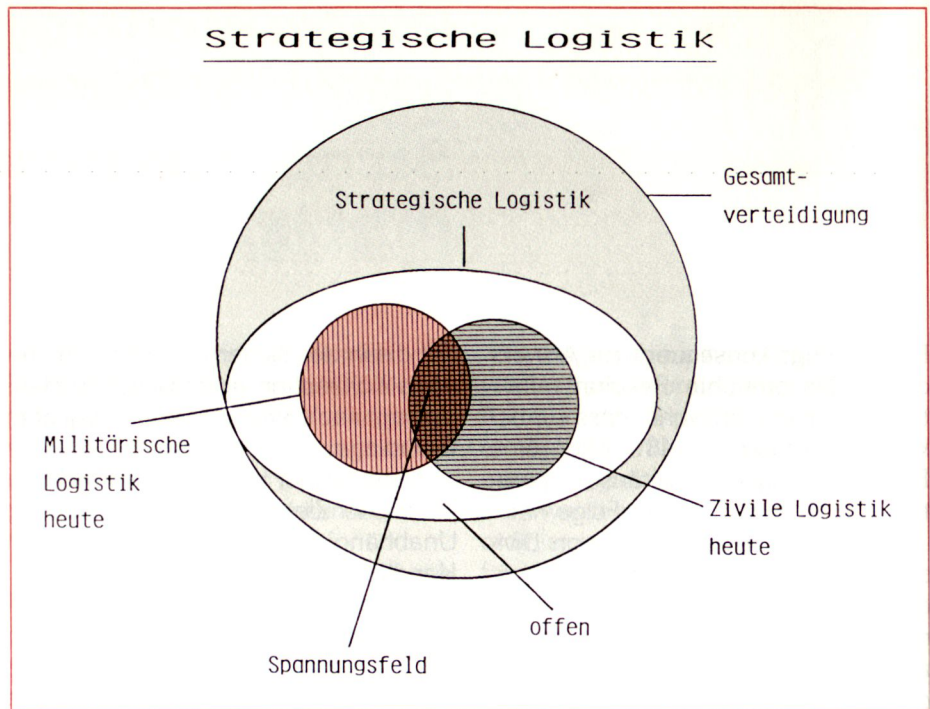 Strategische Logistik
Gesamt-
verteidigung
Strategische Logistik
Militärische
Logistik
heute
Zivile Logistik
heute
offen
Spannungsfeld